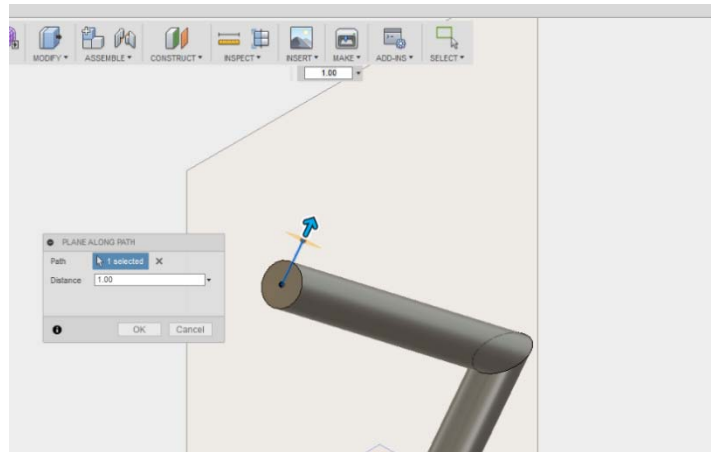 MODIFY ▾ ASSEMBLE ▾ CONSTRUCT ▾ INSPECT ▾ INSERT ▾ MAKE ▾ ADD-INS ▾ SELECT ▾
1.00
PLANE ALONG PATH
Path 1 selected
Distance 1.00
OK Cancel